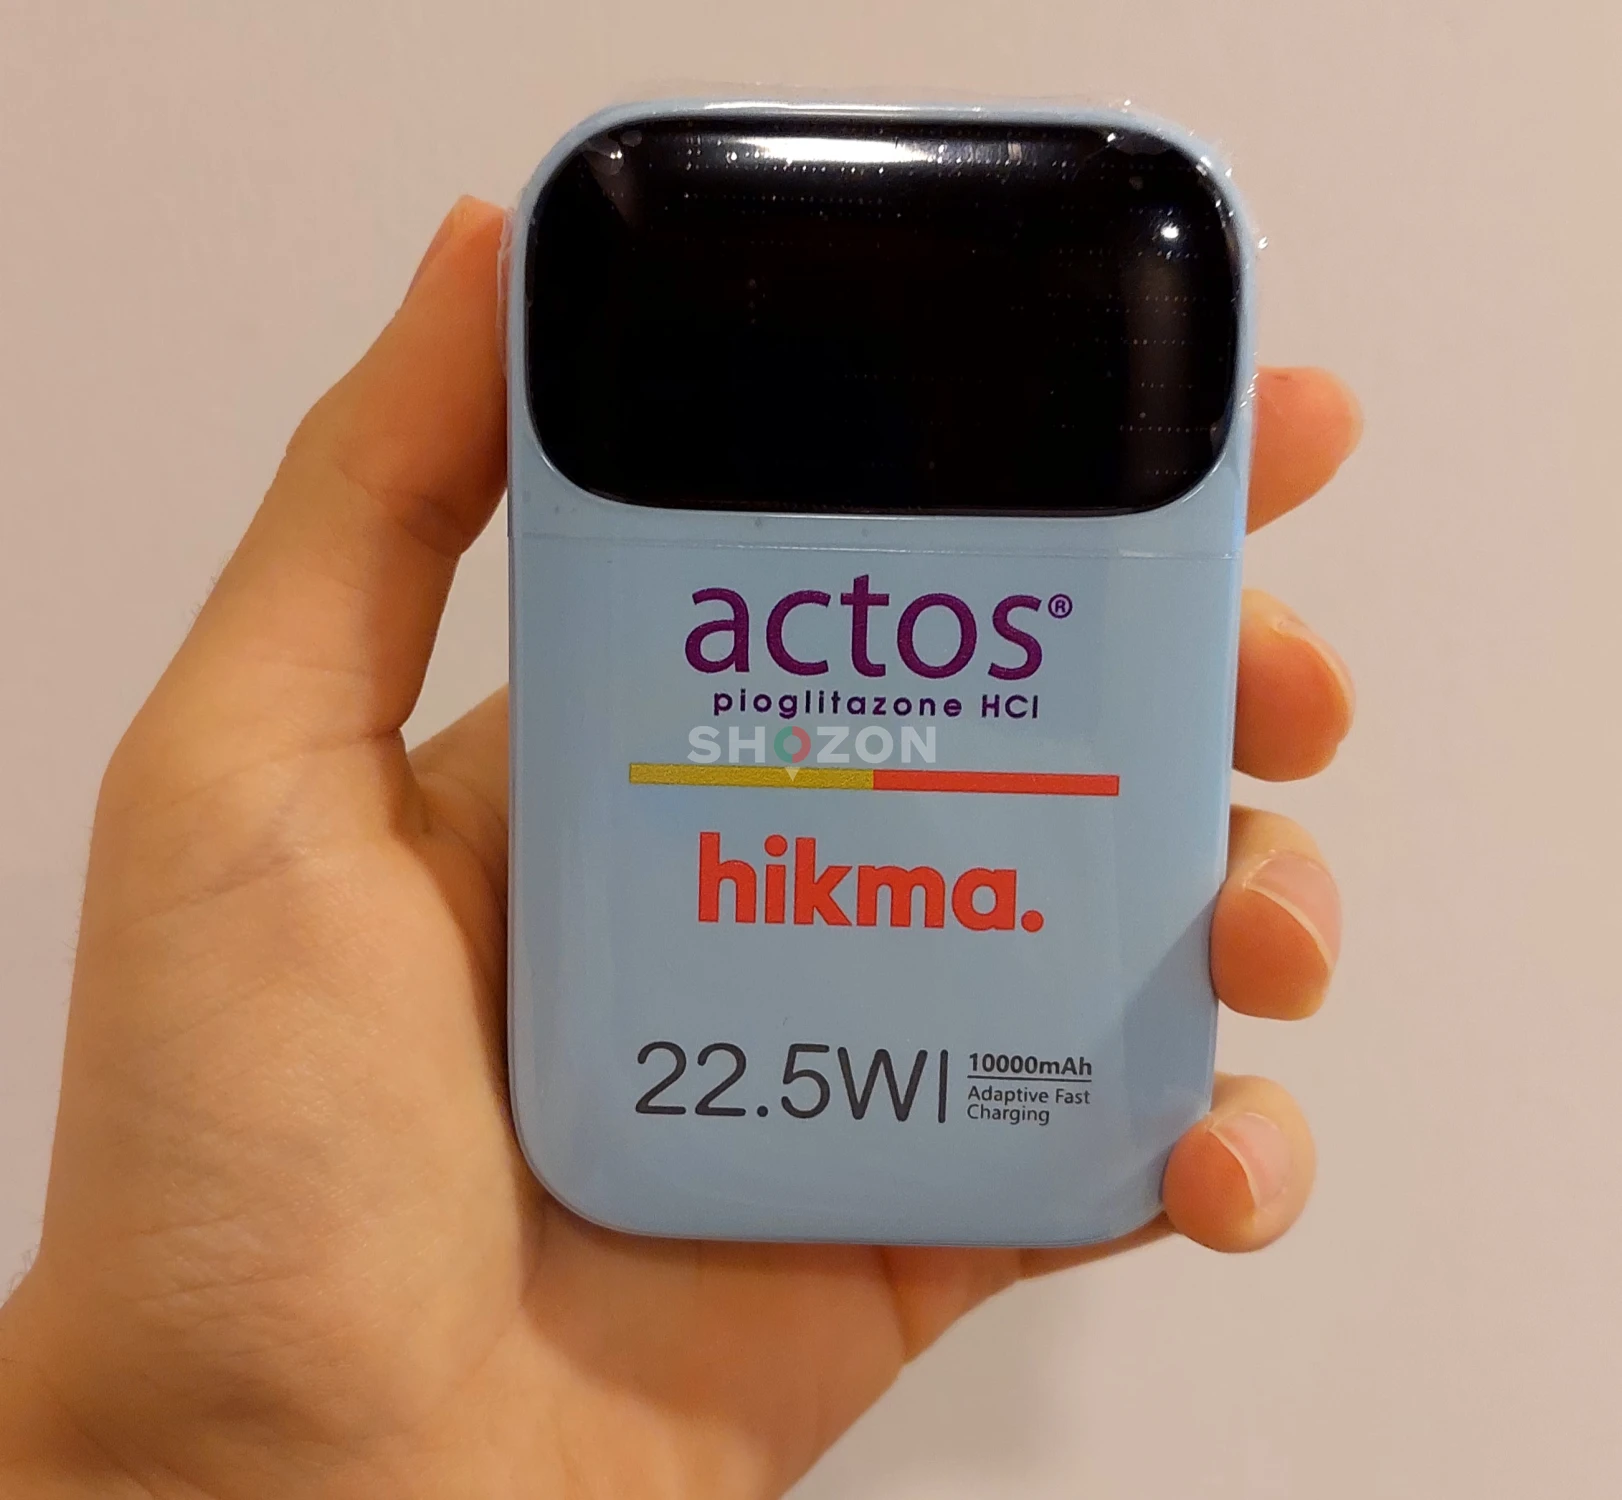 actos®
pioglitazone HCl
SHOZON
hikma.
22.5W| 10000mAh
Adaptive Fast
Charging